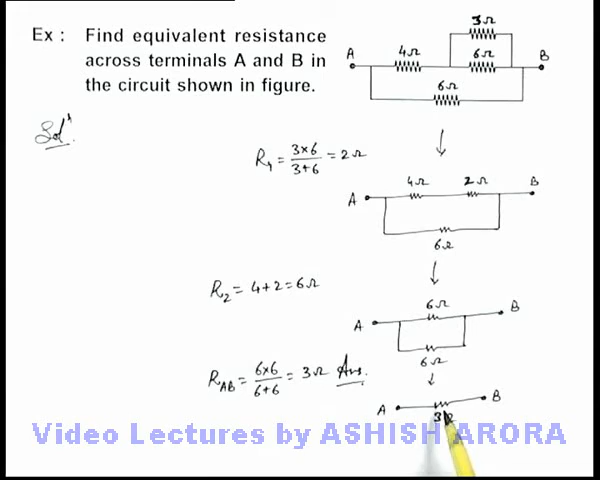 Ex : Find equivalent resistance
across terminals A and B in
the circuit shown in figure.
3Ω
A 4Ω 6Ω B
6Ω
Solⁿ.
R₁ = 3×6 / 3+6 = 2Ω
4Ω 2Ω
A B
6Ω
R₂ = 4+2 = 6Ω
6Ω
A B
6Ω
R_AB = 6×6 / 6+6 = 3Ω Ans.
A B
3Ω
Video Lectures by ASHISH ARORA